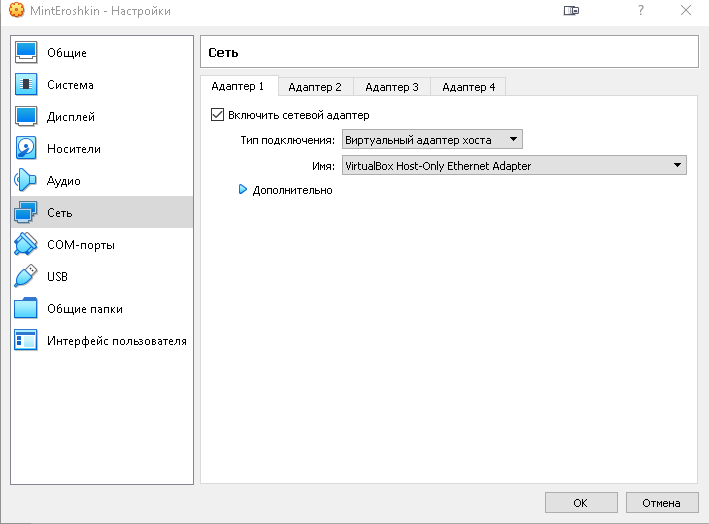 MintEroshkin - Настройки
?
Общие
Система
Дисплей
Носители
Аудио
Сеть
COM-порты
USB
Общие папки
Интерфейс пользователя
Сеть
Адаптер 1 Адаптер 2 Адаптер 3 Адаптер 4
Включить сетевой адаптер
Тип подключения: Виртуальный адаптер хоста
Имя: VirtualBox Host-Only Ethernet Adapter
Дополнительно
OK Отмена